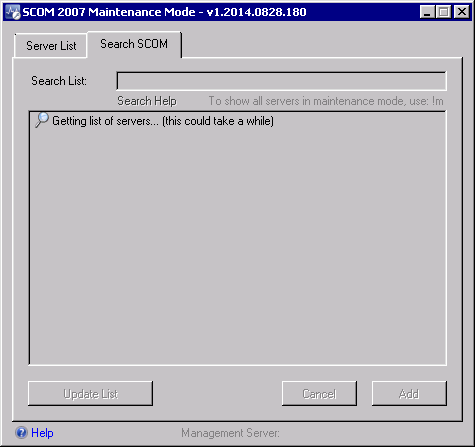 SCOM 2007 Maintenance Mode - v1.2014.0828.180
Server List
Search SCOM
Search List:
Search Help
To show all servers in maintenance mode, use: !m
Getting list of servers... (this could take a while)
Update List
Cancel
Add
Help
Management Server: